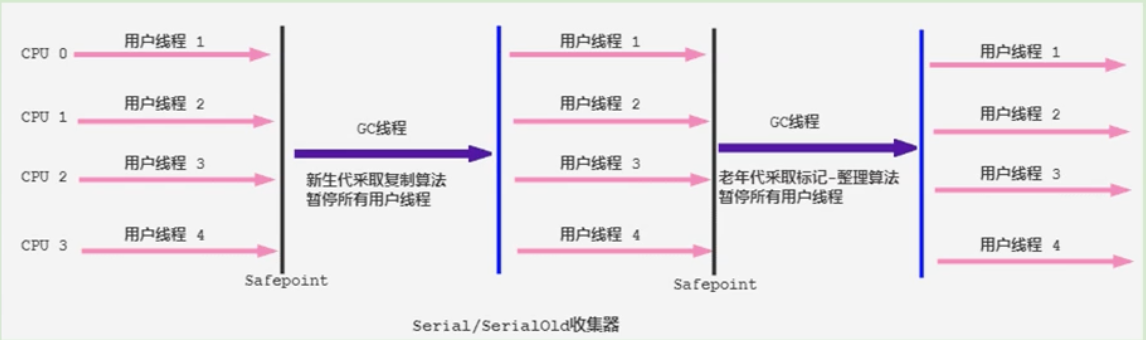 用户线程 1
用户线程 1
用户线程 1
CPU 0
用户线程 2
用户线程 2
用户线程 2
CPU 1
GC线程
GC线程
用户线程 3
用户线程 3
用户线程 3
CPU 2
新生代采取复制算法
暂停所有用户线程
老年代采取标记-整理算法
暂停所有用户线程
用户线程 4
用户线程 4
用户线程 4
CPU 3
Safepoint
Safepoint
Serial/SerialOld收集器